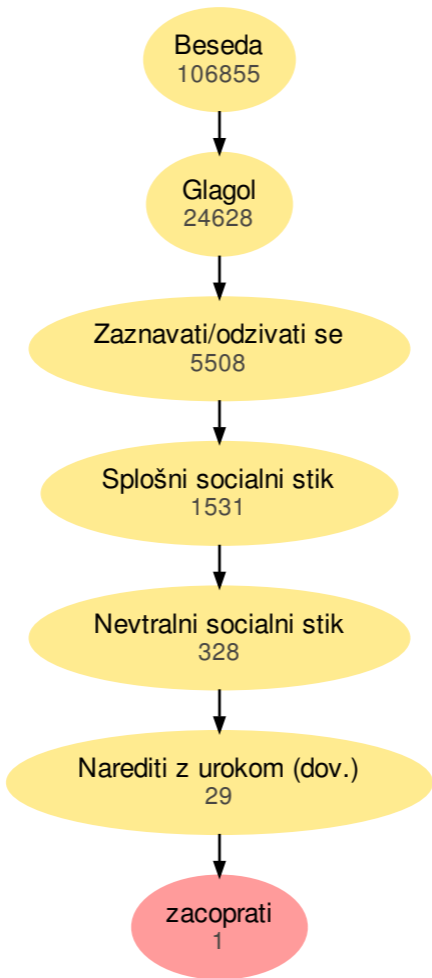 Beseda
106855
Glagol
24628
Zaznavati/odzivati se
5508
Splošni socialni stik
1531
Nevtralni socialni stik
328
Narediti z urokom (dov.)
29
zacoprati
1